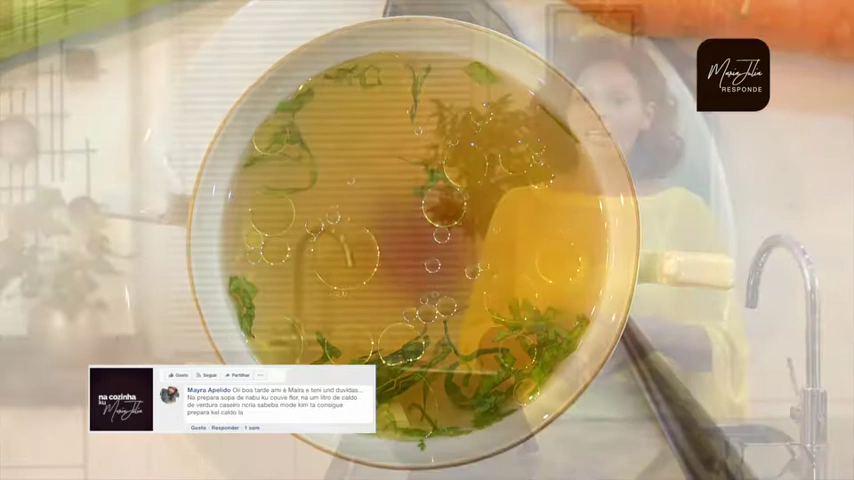 Maria Julia
RESPONDE
Gosto Seguir Partilhar
Mayra Apelido Oii boa tarde ami é Maíra e teni und duvidas...
Na prepara sopa de nabu ku couve flor, na um litro de caldo
de verdura caseiro ncria sabeba mode kim ta consigue
prepara kel caldo la
Gosto · Responder · 1 sem
na cozinha
ku
Maria Julia